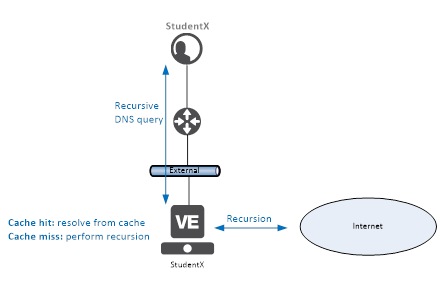 StudentX
Recursive
DNS query
External
Cache hit: resolve from cache
Cache miss: perform recursion
VE
Recursion
Internet
StudentX